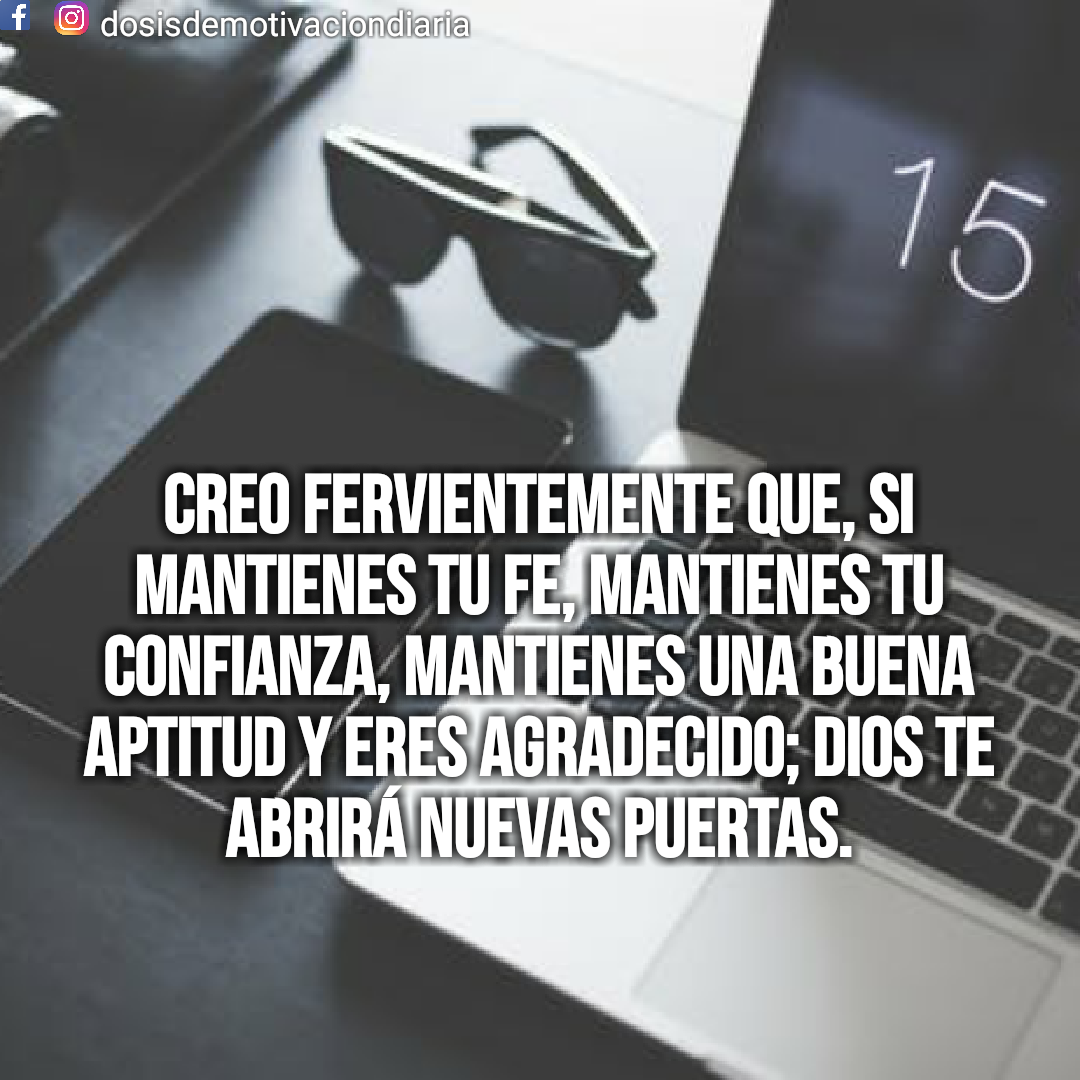 f dosisdemotivaciondiaria
15
CREO FERVIENTEMENTE QUE, SI
MANTIENES TU FE, MANTIENES TU
CONFIANZA, MANTIENES UNA BUENA
APTITUD Y ERES AGRADECIDO; DIOS TE
ABRIRÁ NUEVAS PUERTAS.